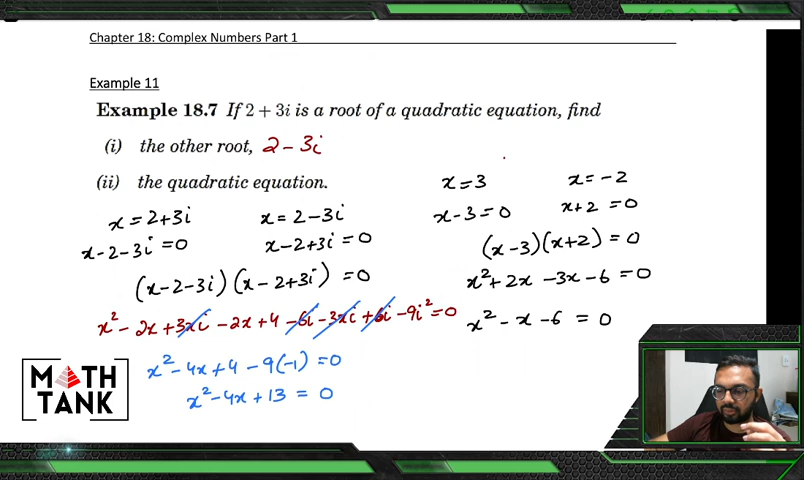 Chapter 18: Complex Numbers Part 1
Example 11
Example 18.7 If 2 + 3i is a root of a quadratic equation, find
(i) the other root, 2 - 3i
(ii) the quadratic equation.
x = 2+3i x = 2-3i
x-2-3i = 0 x-2+3i = 0
(x-2-3i)(x-2+3i) = 0
x² - 2x + 3xi - 2x + 4 - 6i - 3xi + 6i - 9i² = 0
x² - 4x + 4 - 9(-1) = 0
x² - 4x + 13 = 0
x = 3 x = -2
x-3 = 0 x+2 = 0
(x-3)(x+2) = 0
x² + 2x - 3x - 6 = 0
x² - x - 6 = 0
MATH
TANK